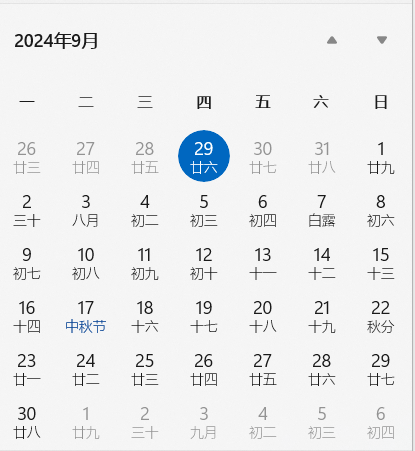 2024年9月
一 二 三 四 五 六 日
26 27 28 29 30 31 1
廿三 廿四 廿五 廿六 廿七 廿八 廿九
2 3 4 5 6 7 8
三十 八月 初二 初三 初四 白露 初六
9 10 11 12 13 14 15
初七 初八 初九 初十 十一 十二 十三
16 17 18 19 20 21 22
十四 中秋节 十六 十七 十八 十九 秋分
23 24 25 26 27 28 29
廿一 廿二 廿三 廿四 廿五 廿六 廿七
30 1 2 3 4 5 6
廿八 廿九 三十 九月 初二 初三 初四